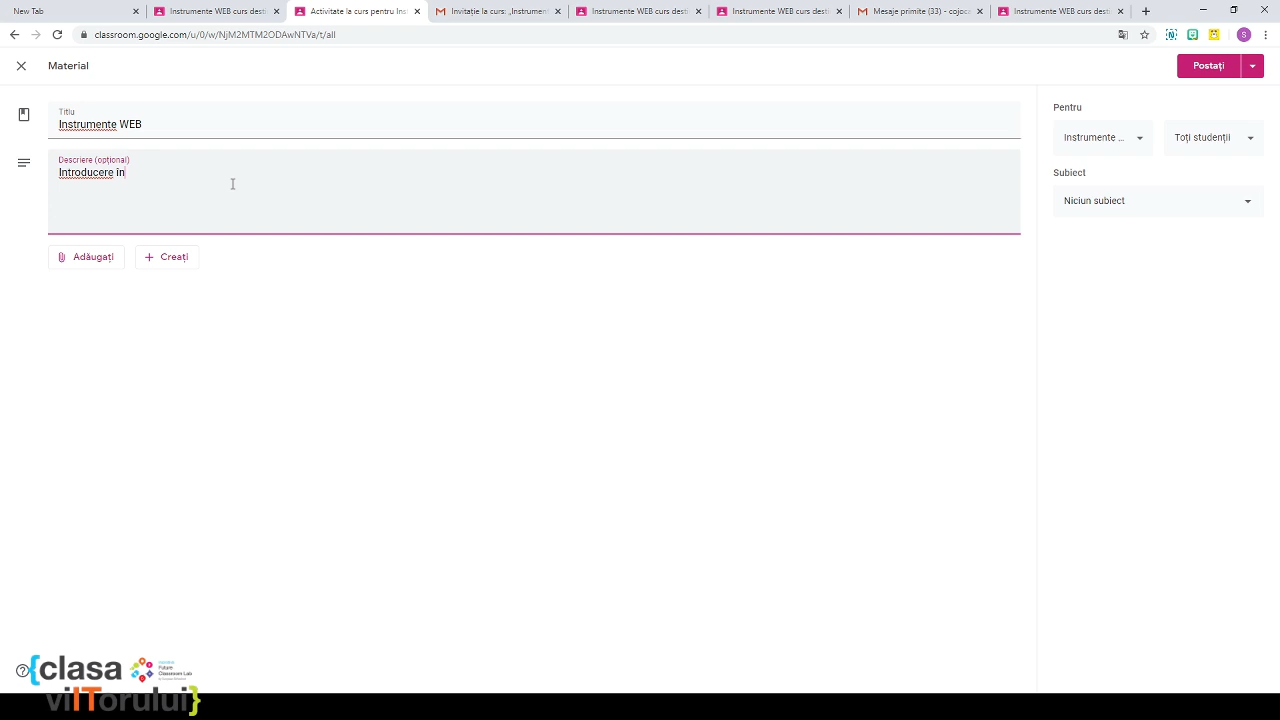 New Tab
Instrumente WEB curs desti
Activitate la curs pentru Ins
Invitație la curs: „Instrument
Instrumente WEB curs desti
Instrumente WEB curs desti
Mesaje primite (33) - cojoco
Instrumente WEB curs desti
classroom.google.com/u/0/w/NjM2MTM2ODAwNTVa/t/all
S
Material
Postați
Titlu
Instrumente WEB
Descriere (opțional)
Introducere in
Adăugați
Creați
Pentru
Instrumente ...
Toți studenții
Subiect
Niciun subiect
{clasa
viITorului}
Future
Classroom Lab